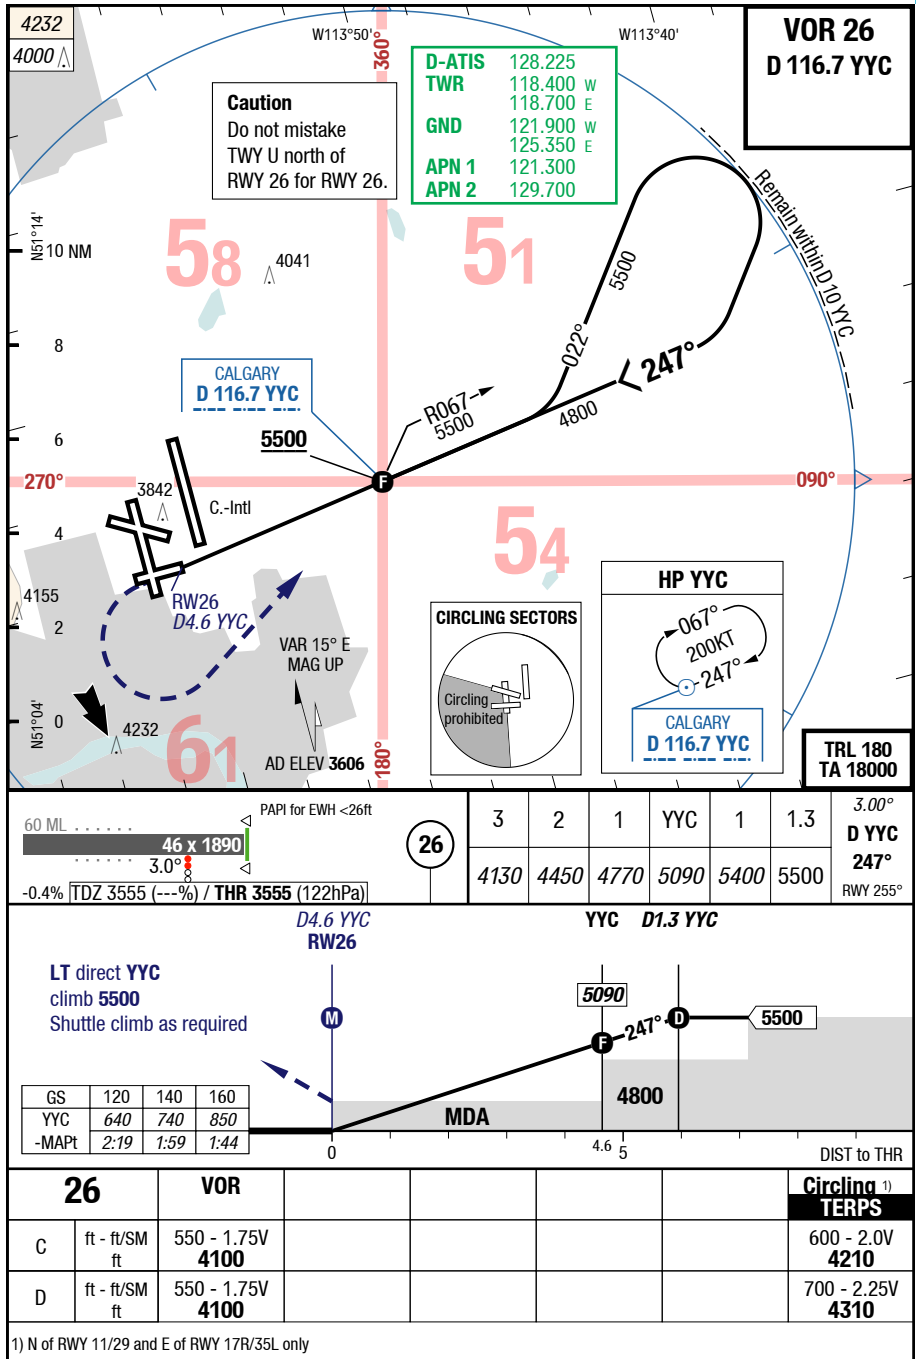 4232
4000
W113°50'
360°
W113°40'
VOR 26
D 116.7 YYC
D-ATIS 128.225
TWR 118.400 W
118.700 E
GND 121.900 W
125.350 E
APN 1 121.300
APN 2 129.700
Caution
Do not mistake
TWY U north of
RWY 26 for RWY 26.
Remain within D10 YYC
N51°14'
10 NM
58
4041
51
5500
022°
8
247°
CALGARY
D 116.7 YYC
R067
5500
4800
6
5500
270°
F
090°
3842
C.-Intl
4
54
4155
RW26
D4.6 YYC
2
VAR 15° E
MAG UP
CIRCLING SECTORS
Circling
prohibited
HP YYC
067°
200KT
247°
CALGARY
D 116.7 YYC
N51°04'
0
4232
61
AD ELEV 3606
180°
TRL 180
TA 18000
60 ML
PAPI for EWH <26ft
46 x 1890
3.0°
-0.4% TDZ 3555 (---%) / THR 3555 (122hPa)
26
3 2 1 YYC 1 1.3
4130 4450 4770 5090 5400 5500
3.00°
D YYC
247°
RWY 255°
D4.6 YYC
RW26
YYC D1.3 YYC
LT direct YYC
climb 5500
Shuttle climb as required
M
5090
F
247°
D
5500
4800
MDA
GS 120 140 160
YYC 640 740 850
-MAPt 2:19 1:59 1:44
0
4.6 5
DIST to THR
26 VOR Circling 1)
TERPS
C ft - ft/SM 550 - 1.75V 600 - 2.0V
ft 4100 4210
D ft - ft/SM 550 - 1.75V 700 - 2.25V
ft 4100 4310
1) N of RWY 11/29 and E of RWY 17R/35L only